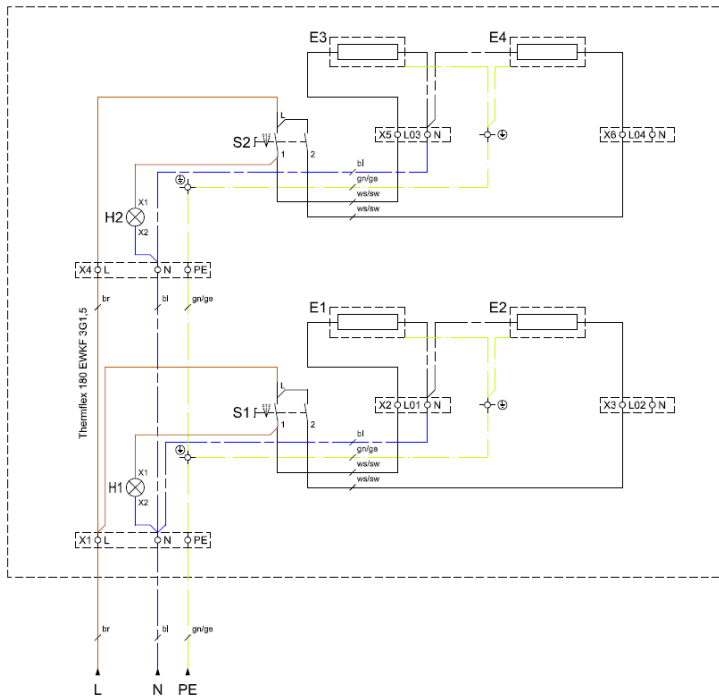 E3
E4
L
S2
212
1
2
X5 L03 N
X6 L04 N
bl
gn/ge
ws/sw
ws/sw
X1
H2
X2
X4 L N PE
br
bl
gn/ge
Thermflex 180 EWKF 3G1,5
E1
E2
L
S1
212
1
2
X2 L01 N
X3 L02 N
bl
gn/ge
ws/sw
ws/sw
X1
H1
X2
X1 L N PE
br
bl
gn/ge
L N PE